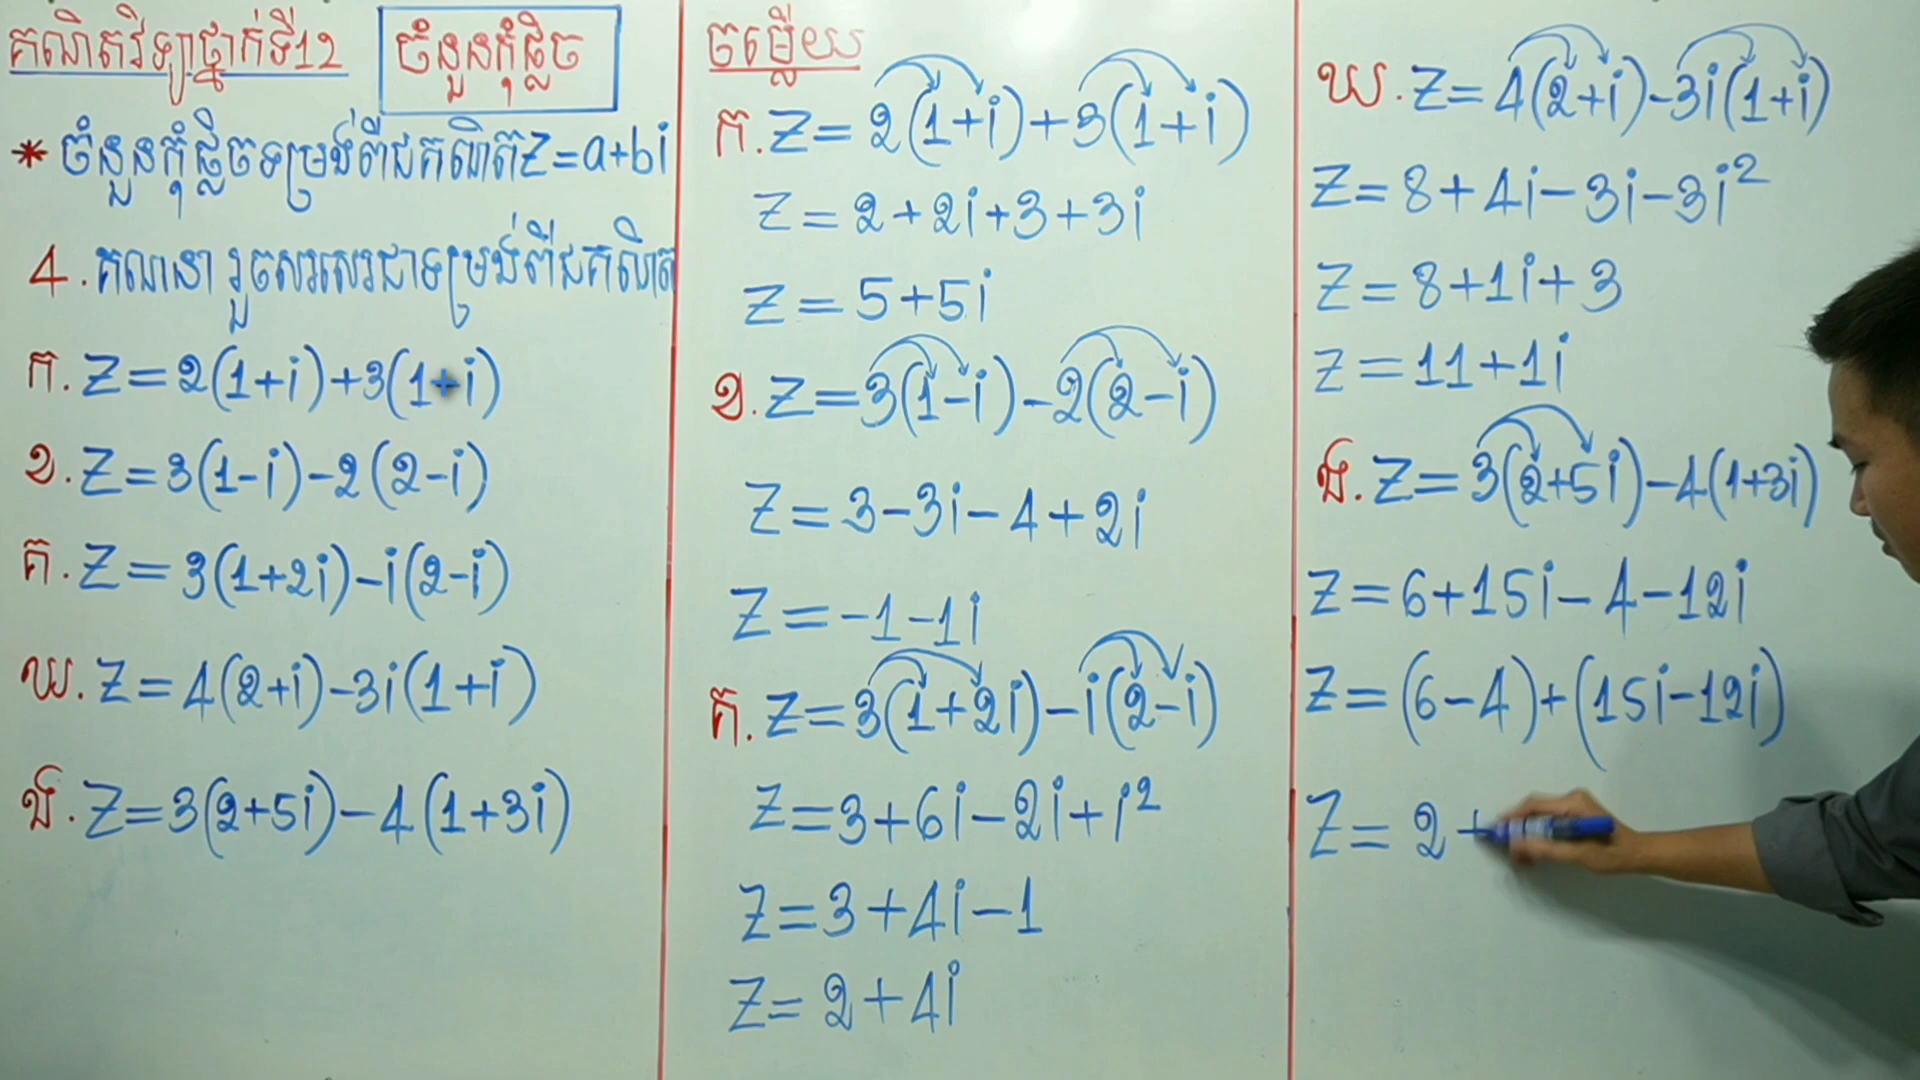 គណិតវិទ្យាថ្នាក់ទី12
ចំនួនកុំផ្លិច
* ចំនួនកុំផ្លិចទម្រង់ពីជគណិត Z=a+bi
4. គណនា រួចសរសេរជាទម្រង់ពីជគណិត
ក. Z=2(1+i)+3(1+i)
ខ. Z=3(1-i)-2(2-i)
គ. Z=3(1+2i)-i(2-i)
ឃ. Z=4(2+i)-3i(1+i)
ង. Z=3(2+5i)-4(1+3i)
ចម្លើយ
ក. Z=2(1+i)+3(1+i)
Z=2+2i+3+3i
Z=5+5i
ខ. Z=3(1-i)-2(2-i)
Z=3-3i-4+2i
Z=-1-1i
គ. Z=3(1+2i)-i(2-i)
Z=3+6i-2i+i²
Z=3+4i-1
Z=2+4i
ឃ. Z=4(2+i)-3i(1+i)
Z=8+4i-3i-3i²
Z=8+1i+3
Z=11+1i
ង. Z=3(2+5i)-4(1+3i)
Z=6+15i-4-12i
Z=(6-4)+(15i-12i)
Z=2+